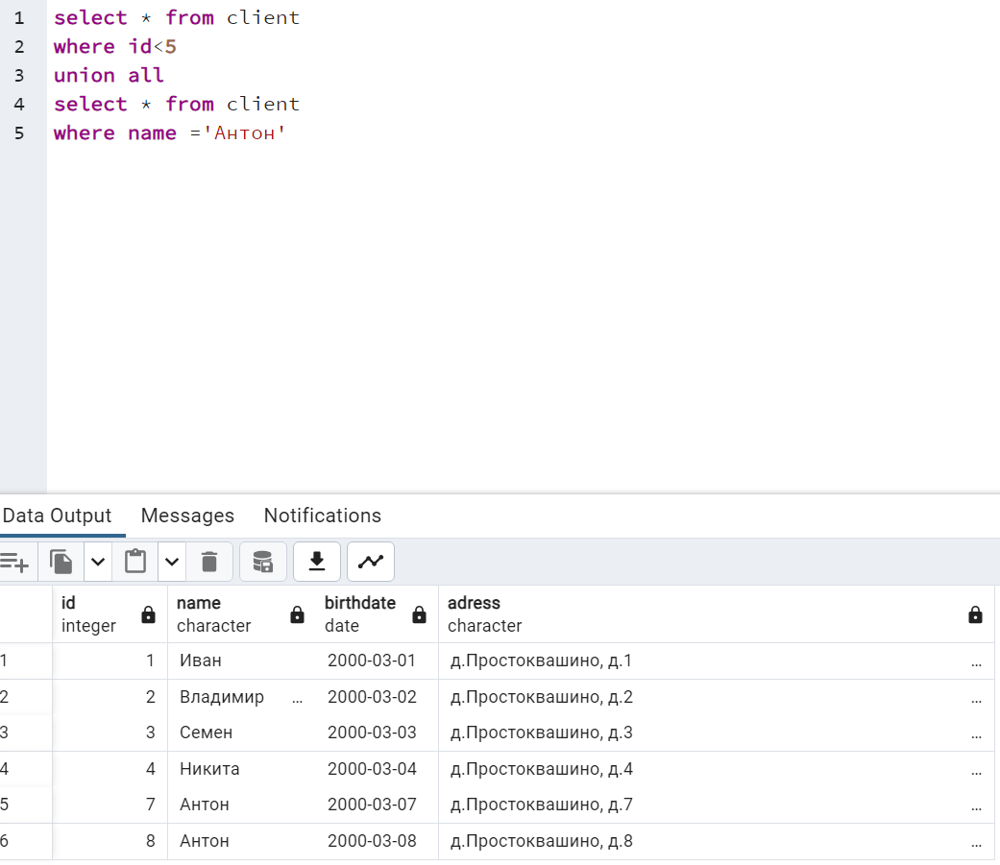 1 select * from client
2 where id<5
3 union all
4 select * from client
5 where name ='Антон'
Data Output Messages Notifications
id name birthdate adress
integer character date character
1 1 Иван 2000-03-01 д.Простоквашино, д.1 ...
2 2 Владимир ... 2000-03-02 д.Простоквашино, д.2 ...
3 3 Семен 2000-03-03 д.Простоквашино, д.3 ...
4 4 Никита 2000-03-04 д.Простоквашино, д.4 ...
5 7 Антон 2000-03-07 д.Простоквашино, д.7 ...
6 8 Антон 2000-03-08 д.Простоквашино, д.8 ...